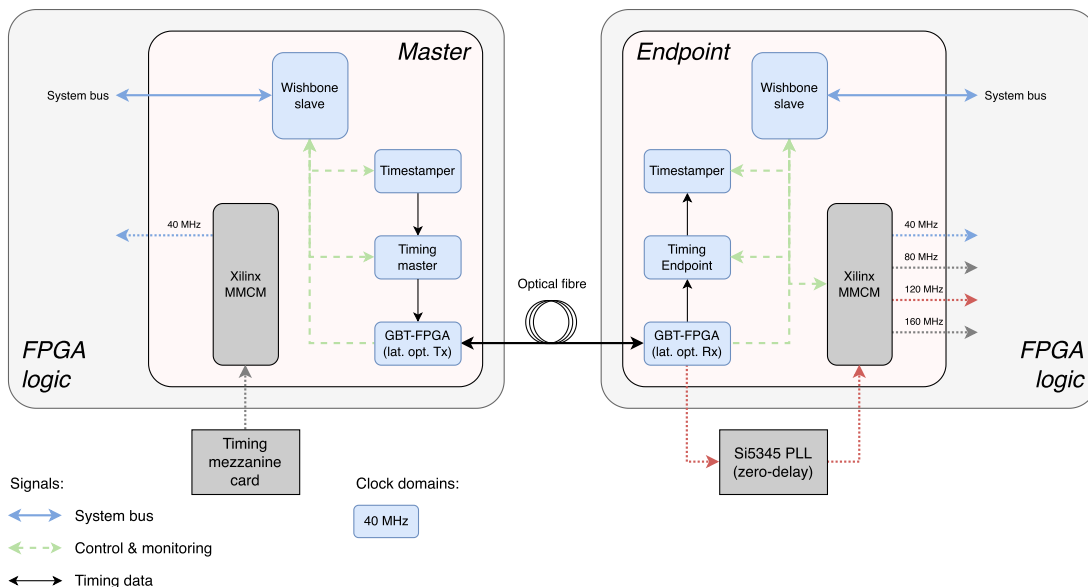 Master
Endpoint
Wishbone
slave
Wishbone
slave
System bus
System bus
Timestamper
Timestamper
40 MHz
Timing
master
Timing
Endpoint
40 MHz
80 MHz
120 MHz
160 MHz
Xilinx
MMCM
Xilinx
MMCM
Optical fibre
GBT-FPGA
(lat. opt. Tx)
GBT-FPGA
(lat. opt. Rx)
FPGA
logic
FPGA
logic
Timing
mezzanine
card
Si5345 PLL
(zero-delay)
Signals:
System bus
Control & monitoring
Timing data
Clock domains:
40 MHz